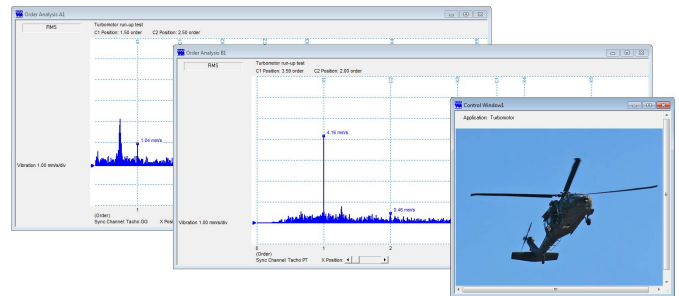 Order Analysis A1
RMS
Turbomotor run-up test
C1 Position: 1.50 order C2 Position: 2.50 order
1.04 mm/s
Vibration 1.00 mm/s/div
1
(Order)
Sync Channel: Tacho GG X Posi
Order Analysis B1
RMS
Turbomotor run-up test
C1 Position: 3.59 order C2 Position: 2.00 order
4.16 mm/s
0.46 mm/s
Vibration 1.00 mm/s/div
0 1 2
(Order)
Sync Channel: Tacho PT X Position:
Control Window1
Application: Turbomotor